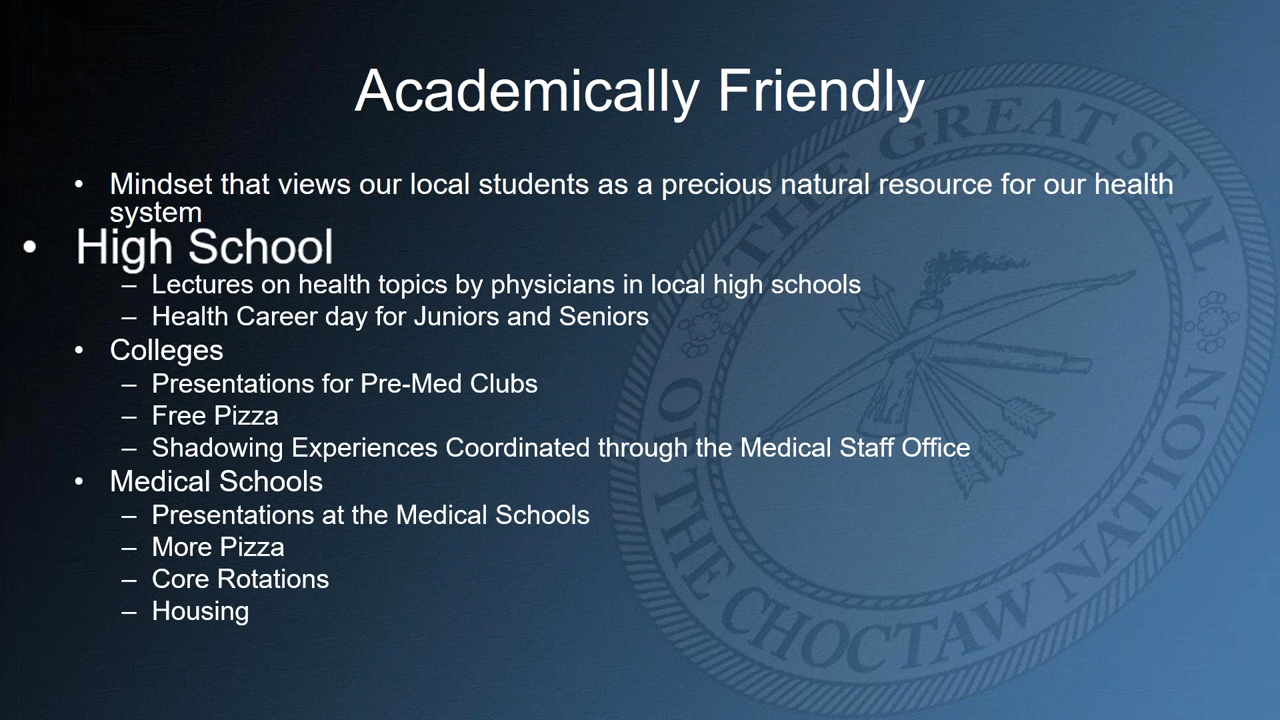 Academically Friendly
• Mindset that views our local students as a precious natural resource for our health
system
• High School
– Lectures on health topics by physicians in local high schools
– Health Career day for Juniors and Seniors
• Colleges
– Presentations for Pre-Med Clubs
– Free Pizza
– Shadowing Experiences Coordinated through the Medical Staff Office
• Medical Schools
– Presentations at the Medical Schools
– More Pizza
– Core Rotations
– Housing
THE GREAT SEAL
OF THE CHOCTAW NATION